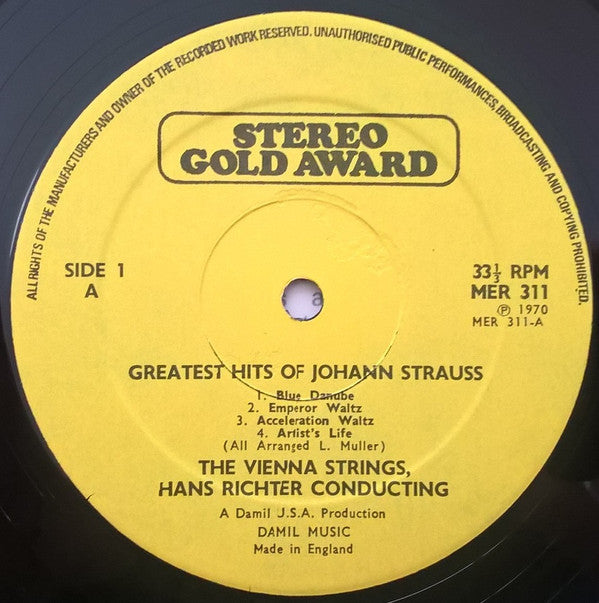 ALL RIGHTS OF THE MANUFACTURERS AND OWNER OF THE RECORDED WORK RESERVED. UNAUTHORISED PUBLIC PERFORMANCES, BROADCASTING AND COPYING PROHIBITED.
STEREO
GOLD AWARD
SIDE 1
A
33⅓ RPM
MER 311
Ⓟ 1970
MER 311-A
a
GREATEST HITS OF JOHANN STRAUSS
1. Blue Danube
2. Emperor Waltz
3. Acceleration Waltz
4. Artist's Life
(All Arranged L. Muller)
THE VIENNA STRINGS,
HANS RICHTER CONDUCTING
A Damil U.S.A. Production
DAMIL MUSIC
Made in England